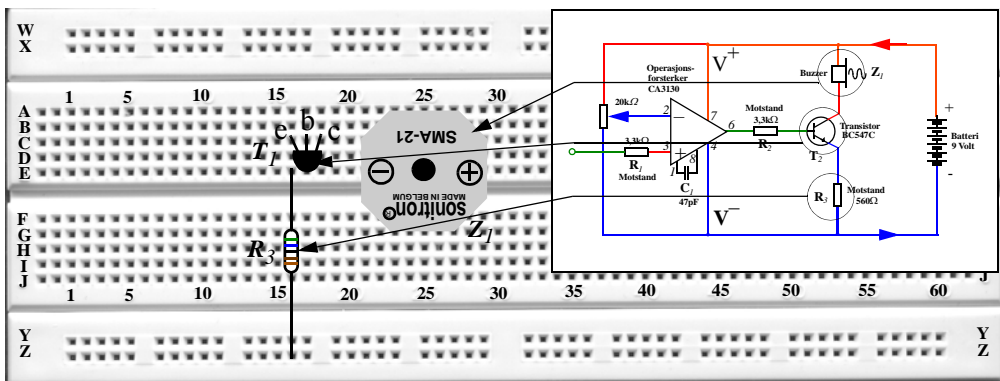 W
X
1 5 10 15 20 25 30
A
B
C
D
E
e b c
T1
SMA-21
− +
MADE IN BELGUM
sonitron®
Z1
F
G
H
I
J
R3
J
1 5 10 15 20 25 30 35 40 45 50 55 60
Y
Z
Y
Z
V+
Operasjons-
forsterker
CA3130
Buzzer
Z1
20kΩ
2
−
7
6
Motstand
3,3kΩ
R2
Transistor
BC547C
T2
+
Batteri
9 Volt
-
3,3kΩ
R1
Motstand
3
+
4
1
8
C1
47pF
V−
R3
Motstand
560Ω